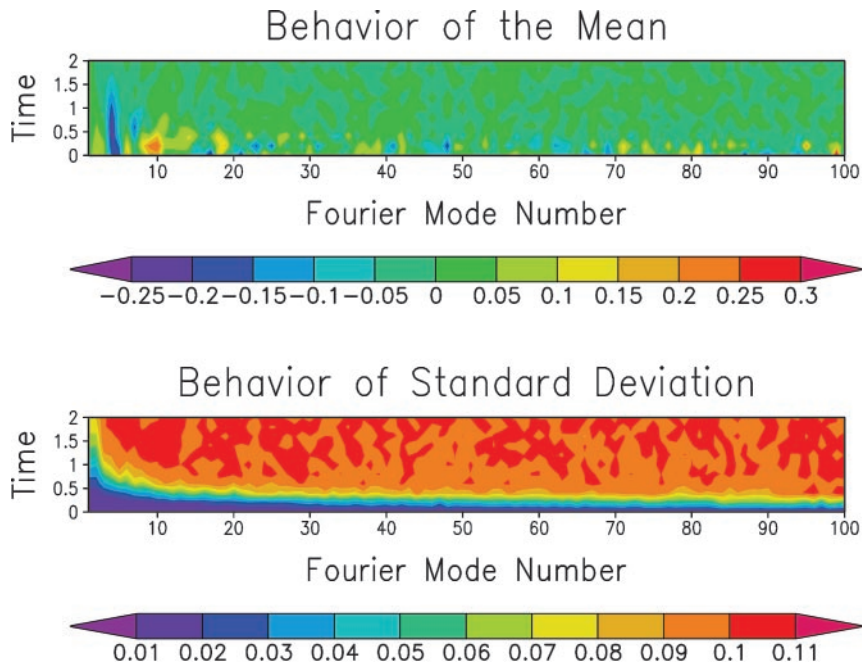 Behavior of the Mean
2
1.5
1
0.5
0
Time
10 20 30 40 50 60 70 80 90 100
Fourier Mode Number
−0.25 −0.2 −0.15 −0.1 −0.05 0 0.05 0.1 0.15 0.2 0.25 0.3
Behavior of Standard Deviation
2
1.5
1
0.5
0
Time
10 20 30 40 50 60 70 80 90 100
Fourier Mode Number
0.01 0.02 0.03 0.04 0.05 0.06 0.07 0.08 0.09 0.1 0.11